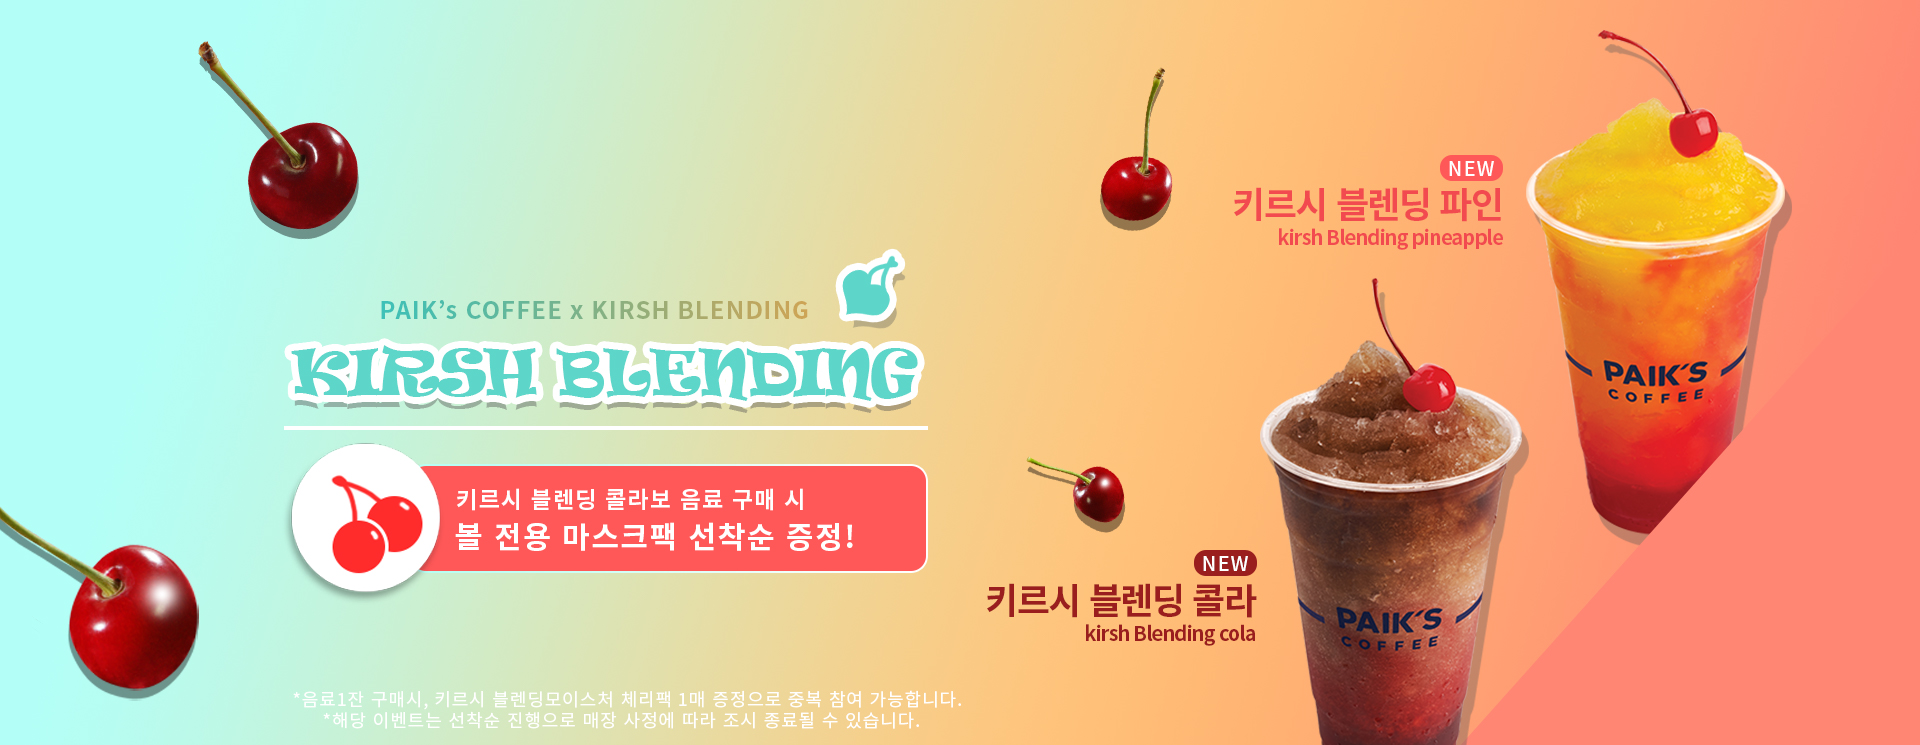 PAIK’s COFFEE x KIRSH BLENDING
KIRSH BLENDING
키르시 블렌딩 콜라보 음료 구매 시
볼 전용 마스크팩 선착순 증정!
*음료1잔 구매시, 키르시 블렌딩모이스처 체리팩 1매 증정으로 중복 참여 가능합니다.
*해당 이벤트는 선착순 진행으로 매장 사정에 따라 조시 종료될 수 있습니다.
NEW
키르시 블렌딩 파인
kirsh Blending pineapple
PAIK'S
COFFEE
NEW
키르시 블렌딩 콜라
kirsh Blending cola
PAIK'S
COFFEE